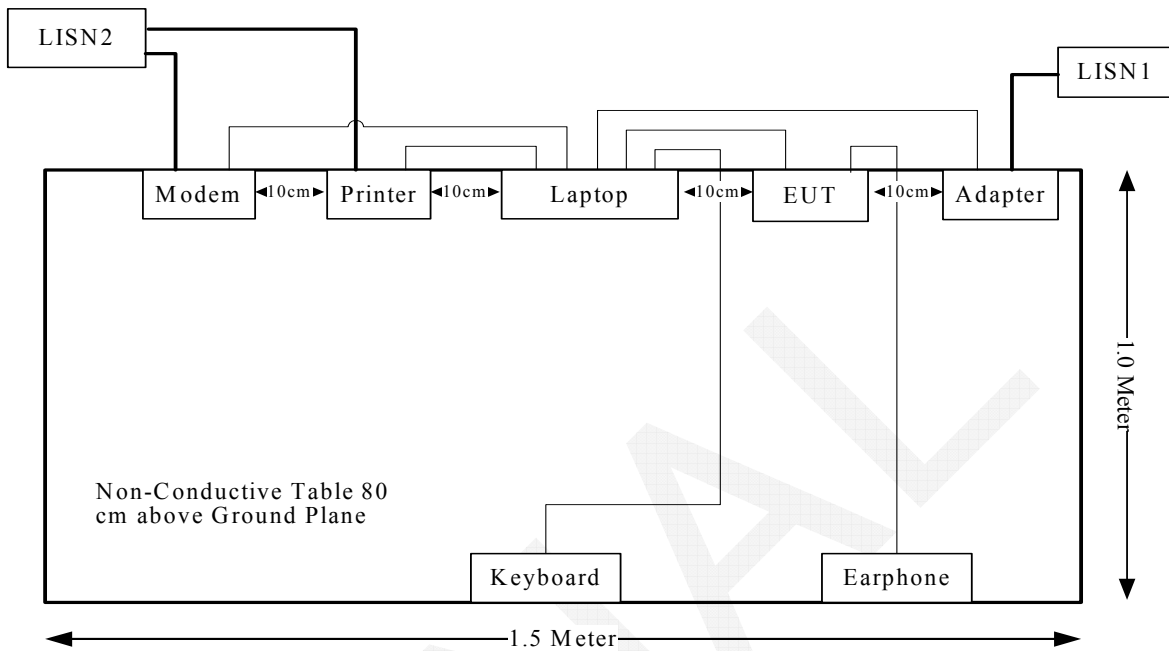 LISN2
LISN1
Modem
10cm
Printer
10cm
Laptop
10cm
EUT
10cm
Adapter
1.0 Meter
Non-Conductive Table 80
cm above Ground Plane
Keyboard
Earphone
1.5 Meter